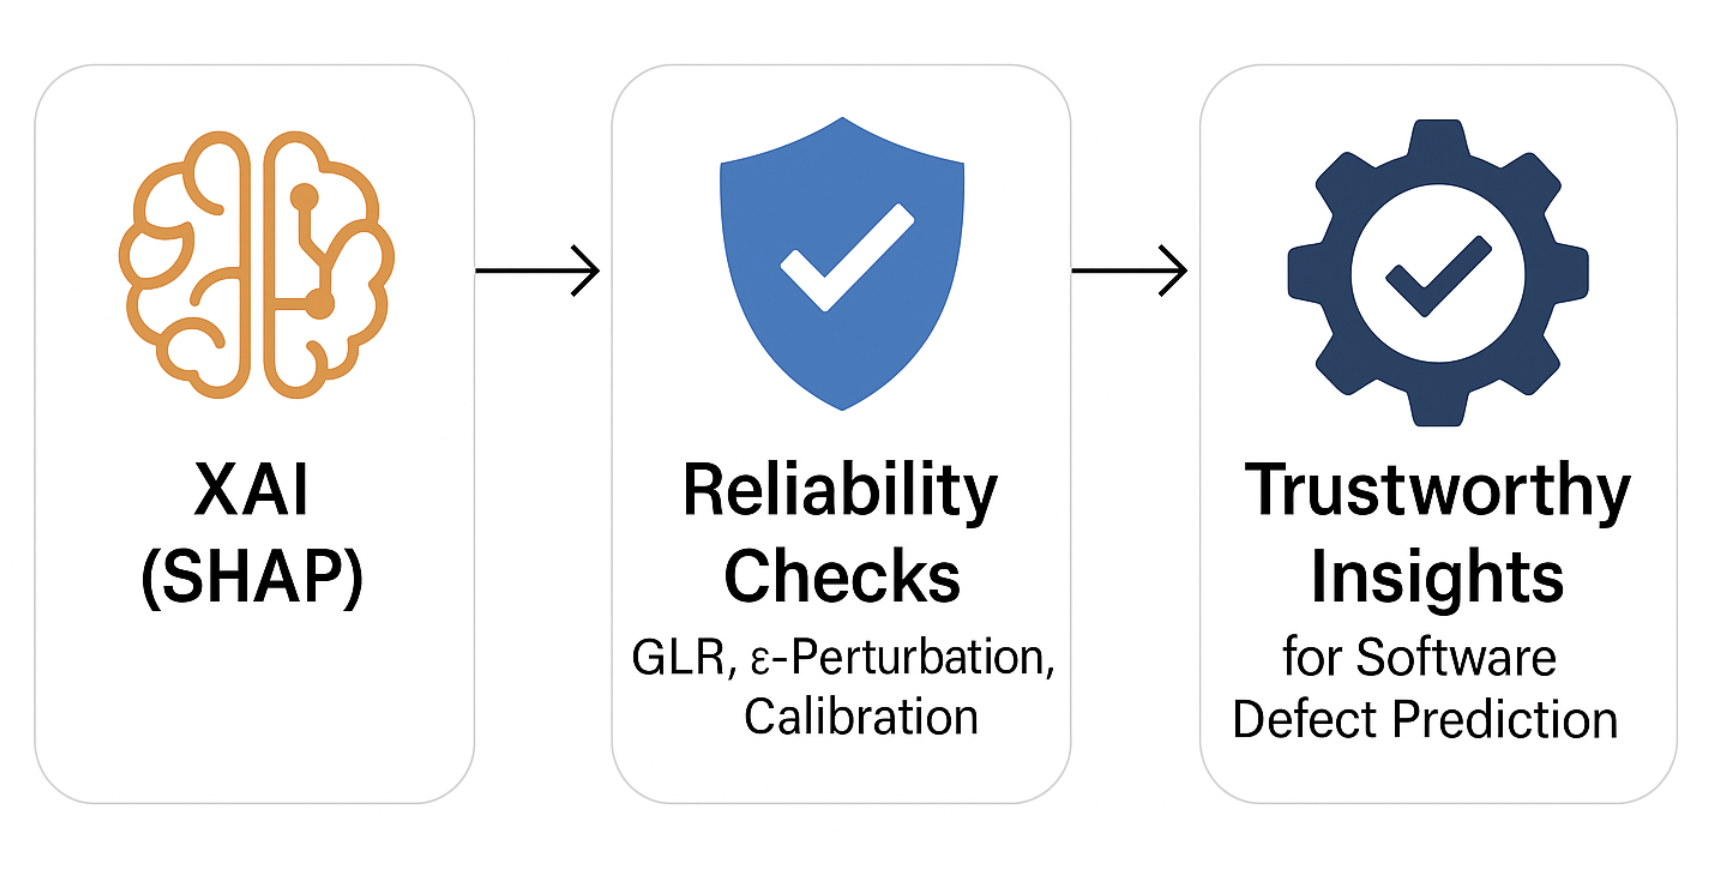 XAI
(SHAP)
Reliability
Checks
GLR, ε-Perturbation,
Calibration
Trustworthy
Insights
for Software
Defect Prediction